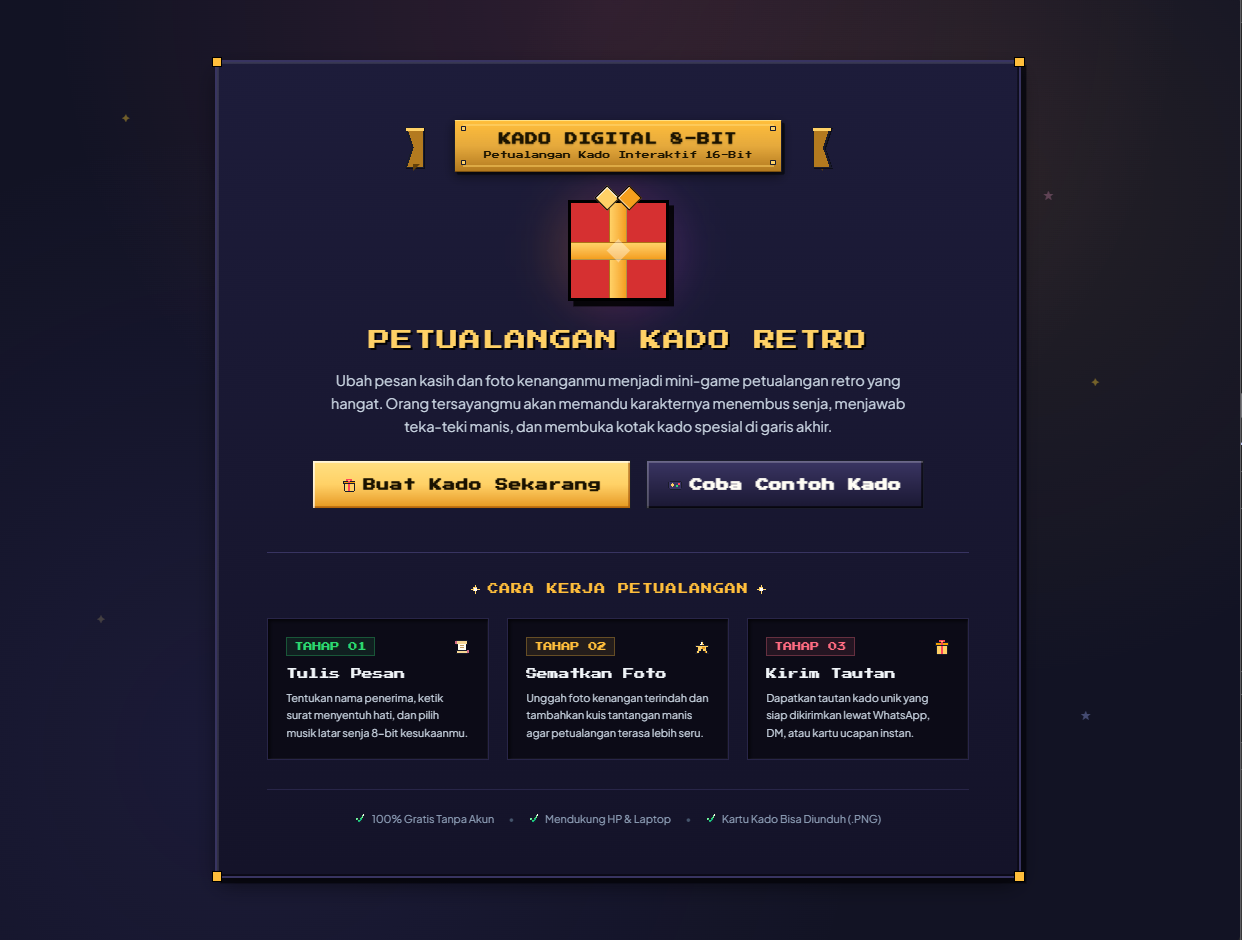 KADO DIGITAL 8-BIT
Petualangan Kado Interaktif 16-Bit
PETUALANGAN KADO RETRO
Ubah pesan kasih dan foto kenanganmu menjadi mini-game petualangan retro yang
hangat. Orang tersayangmu akan memandu karakternya menembus senja, menjawab
teka-teki manis, dan membuka kotak kado spesial di garis akhir.
Buat Kado Sekarang
Coba Contoh Kado
CARA KERJA PETUALANGAN
TAHAP 01
Tulis Pesan
Tentukan nama penerima, ketik
surat menyentuh hati, dan pilih
musik latar senja 8-bit kesukaanmu.
TAHAP 02
Sematkan Foto
Unggah foto kenangan terindah dan
tambahkan kuis tantangan manis
agar petualangan terasa lebih seru.
TAHAP 03
Kirim Tautan
Dapatkan tautan kado unik yang
siap dikirimkan lewat WhatsApp,
DM, atau kartu ucapan instan.
✓ 100% Gratis Tanpa Akun • ✓ Mendukung HP & Laptop • ✓ Kartu Kado Bisa Diunduh (.PNG)